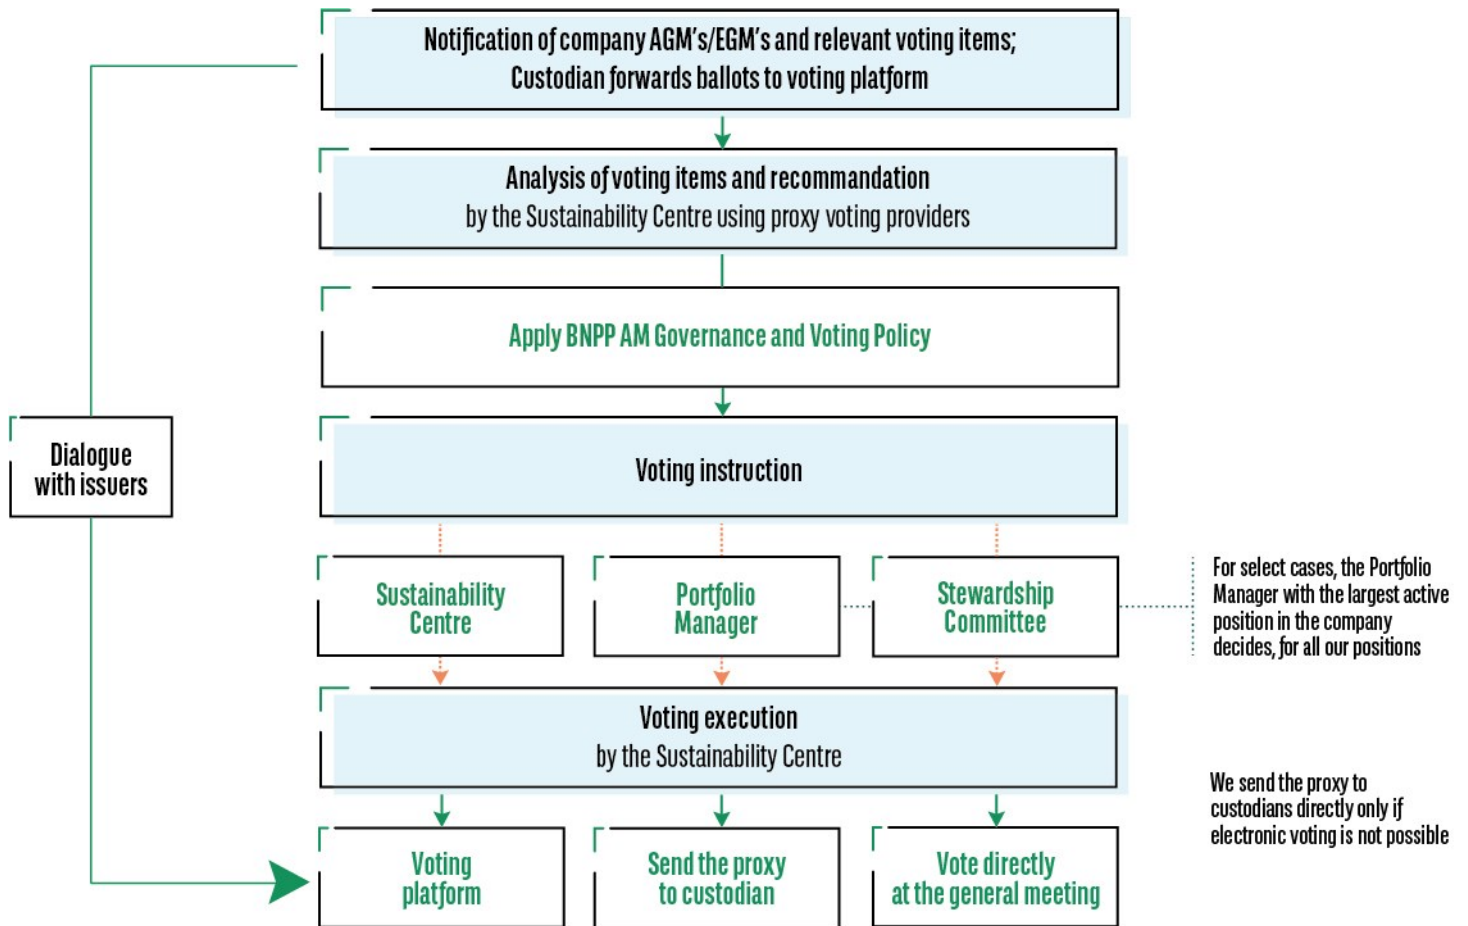 Notification of company AGM's/EGM's and relevant voting items;
Custodian forwards ballots to voting platform
Analysis of voting items and recommandation
by the Sustainability Centre using proxy voting providers
Apply BNPP AM Governance and Voting Policy
Dialogue
with issuers
Voting instruction
Sustainability
Centre
Portfolio
Manager
Stewardship
Committee
For select cases, the Portfolio
Manager with the largest active
position in the company
decides, for all our positions
Voting execution
by the Sustainability Centre
We send the proxy to
custodians directly only if
electronic voting is not possible
Voting
platform
Send the proxy
to custodian
Vote directly
at the general meeting